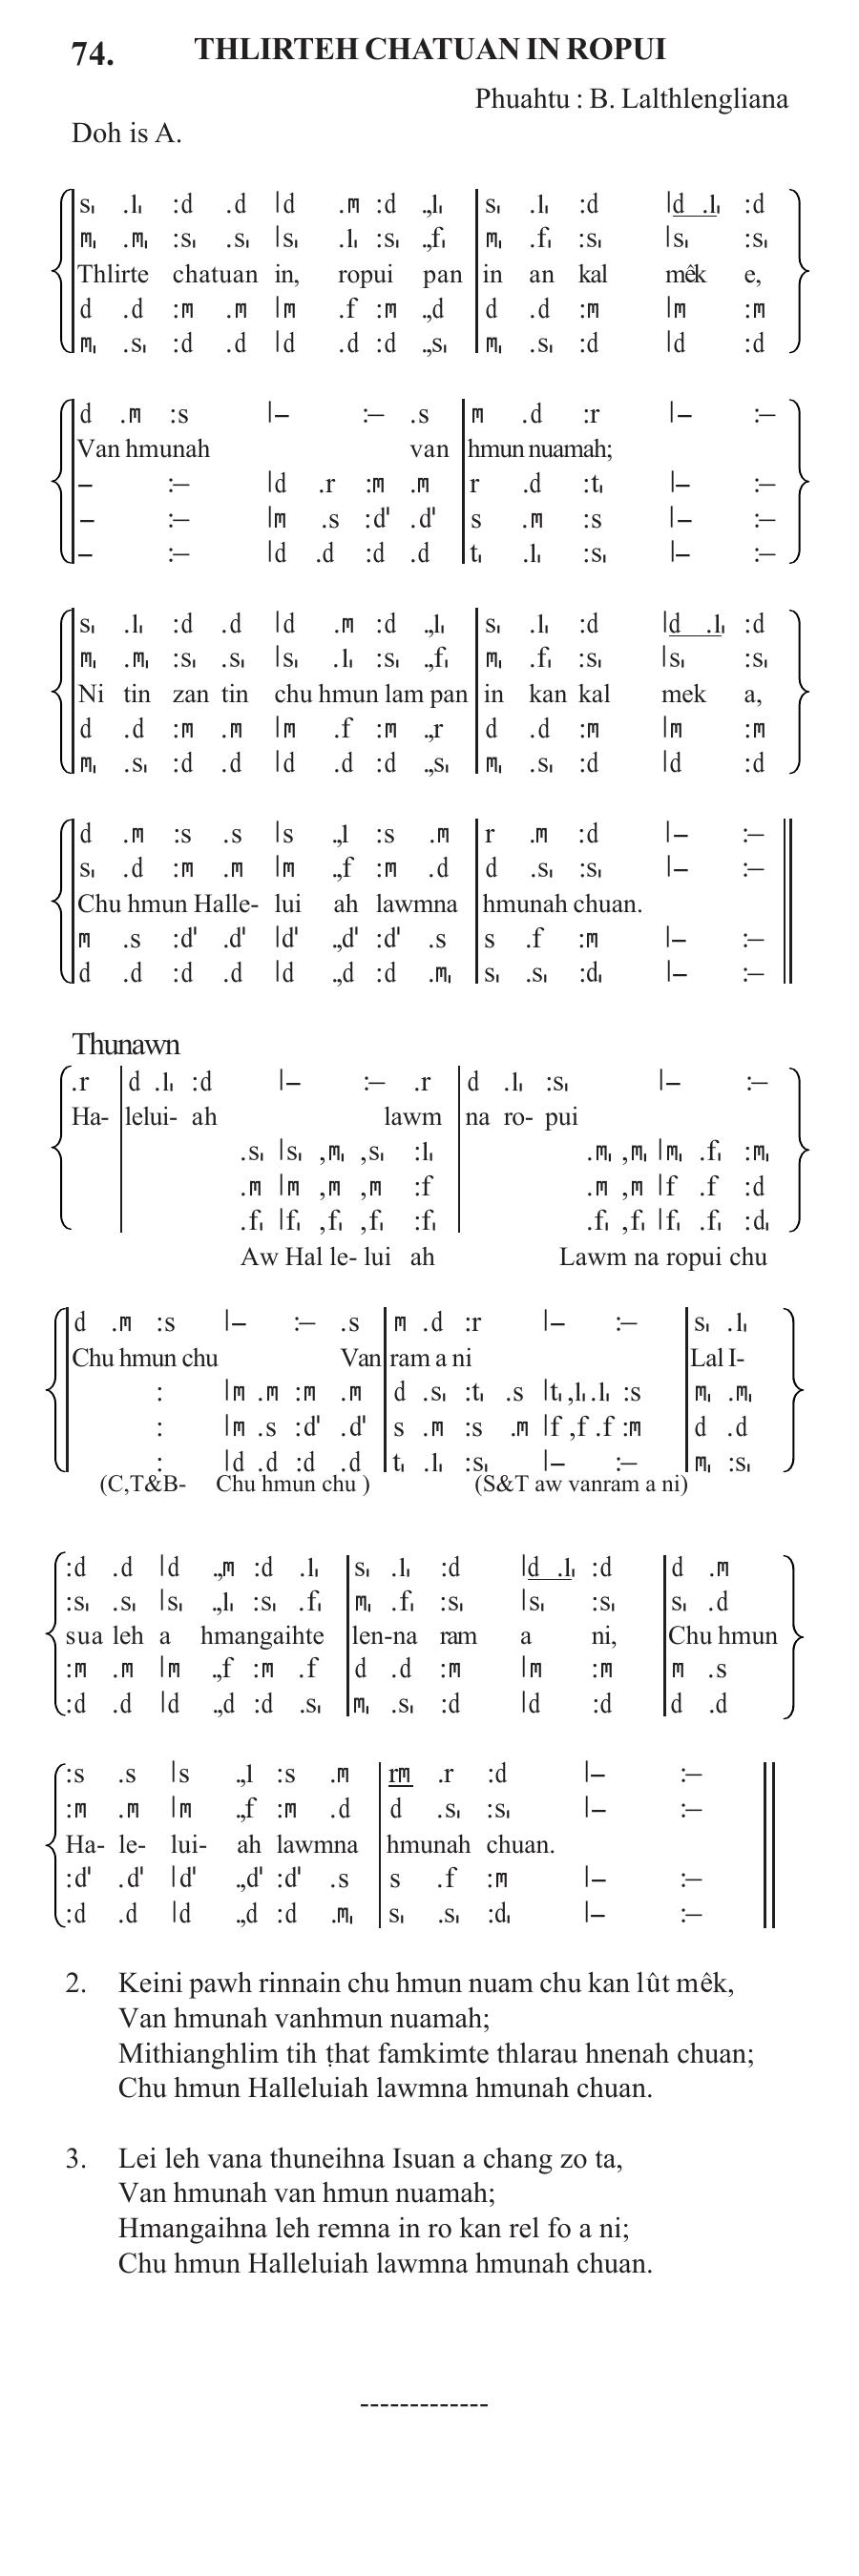 74. THLIRTEH CHATUAN IN ROPUI
Phuahtu : B. Lalthlengliana
Doh is A.
s₁ .l₁ :d .d |d .m :d .,l₁ | s₁ .l₁ :d |d .l₁ :d
m₁ .m₁ :s₁ .s₁ |s₁ .l₁ :s₁ .,f₁ | m₁ .f₁ :s₁ |s₁ :s₁
Thlirte chatuan in, ropui pan in an kal mêk e,
d .d :m .m |m .f :m .,d | d .d :m |m :m
m₁ .s₁ :d .d |d .d :d .,s₁ | m₁ .s₁ :d |d :d
d .m :s |– :– .s | m .d :r |– :–
Van hmunah van hmun nuamah;
– :– |d .r :m .m | r .d :t₁ |– :–
– :– |m .s :d' .d' | s .m :s |– :–
– :– |d .d :d .d | t₁ .l₁ :s₁ |– :–
s₁ .l₁ :d .d |d .m :d .,l₁ | s₁ .l₁ :d |d .l₁ :d
m₁ .m₁ :s₁ .s₁ |s₁ .l₁ :s₁ .,f₁ | m₁ .f₁ :s₁ |s₁ :s₁
Ni tin zan tin chu hmun lam pan in kan kal mek a,
d .d :m .m |m .f :m .,r | d .d :m |m :m
m₁ .s₁ :d .d |d .d :d .,s₁ | m₁ .s₁ :d |d :d
d .m :s .s |s .,l :s .m | r .m :d |– :–
s₁ .d :m .m |m .,f :m .d | d .s₁ :s₁ |– :–
Chu hmun Halle- lui ah lawmna hmunah chuan.
m .s :d' .d' |d' .,d' :d' .s | s .f :m |– :–
d .d :d .d |d .,d :d .m₁ | s₁ .s₁ :d₁ |– :–
Thunawn
.r | d .l₁ :d |– :– .r | d .l₁ :s₁ |– :–
Ha- lelui- ah lawm na ro- pui
.s₁ |s₁ ,m₁ ,s₁ :l₁ .m₁ ,m₁ |m₁ .f₁ :m₁
.m |m ,m ,m :f .m ,m |f .f :d
.f₁ |f₁ ,f₁ ,f₁ :f₁ .f₁ ,f₁ |f₁ .f₁ :d₁
Aw Hal le- lui ah Lawm na ropui chu
d .m :s |– :– .s | m .d :r |– :– | s₁ .l₁
Chu hmun chu Van ram a ni Lal I-
: |m .m :m .m | d .s₁ :t₁ .s |t₁ ,l₁ .l₁ :s | m₁ .m₁
: |m .s :d' .d' | s .m :s .m |f ,f .f :m | d .d
: |d .d :d .d | t₁ .l₁ :s₁ |– :– | m₁ :s₁
(C,T&B- Chu hmun chu ) (S&T aw vanram a ni)
:d .d |d .,m :d .l₁ | s₁ .l₁ :d |d .l₁ :d | d .m
:s₁ .s₁ |s₁ .,l₁ :s₁ .f₁ | m₁ .f₁ :s₁ |s₁ :s₁ | s₁ .d
sua leh a hmangaihte len-na ram a ni, Chu hmun
:m .m |m .,f :m .f | d .d :m |m :m | m .s
:d .d |d .,d :d .s₁ | m₁ .s₁ :d |d :d | d .d
:s .s |s .,l :s .m | rm .r :d |– :–
:m .m |m .,f :m .d | d .s₁ :s₁ |– :–
Ha- le- lui- ah lawmna hmunah chuan.
:d' .d' |d' .,d' :d' .s | s .f :m |– :–
:d .d |d .,d :d .m₁ | s₁ .s₁ :d₁ |– :–
2. Keini pawh rinnain chu hmun nuam chu kan lût mêk,
Van hmunah vanhmun nuamah;
Mithianghlim tih ṭhat famkimte thlarau hnenah chuan;
Chu hmun Halleluiah lawmna hmunah chuan.
3. Lei leh vana thuneihna Isuan a chang zo ta,
Van hmunah van hmun nuamah;
Hmangaihna leh remna in ro kan rel fo a ni;
Chu hmun Halleluiah lawmna hmunah chuan.
-------------